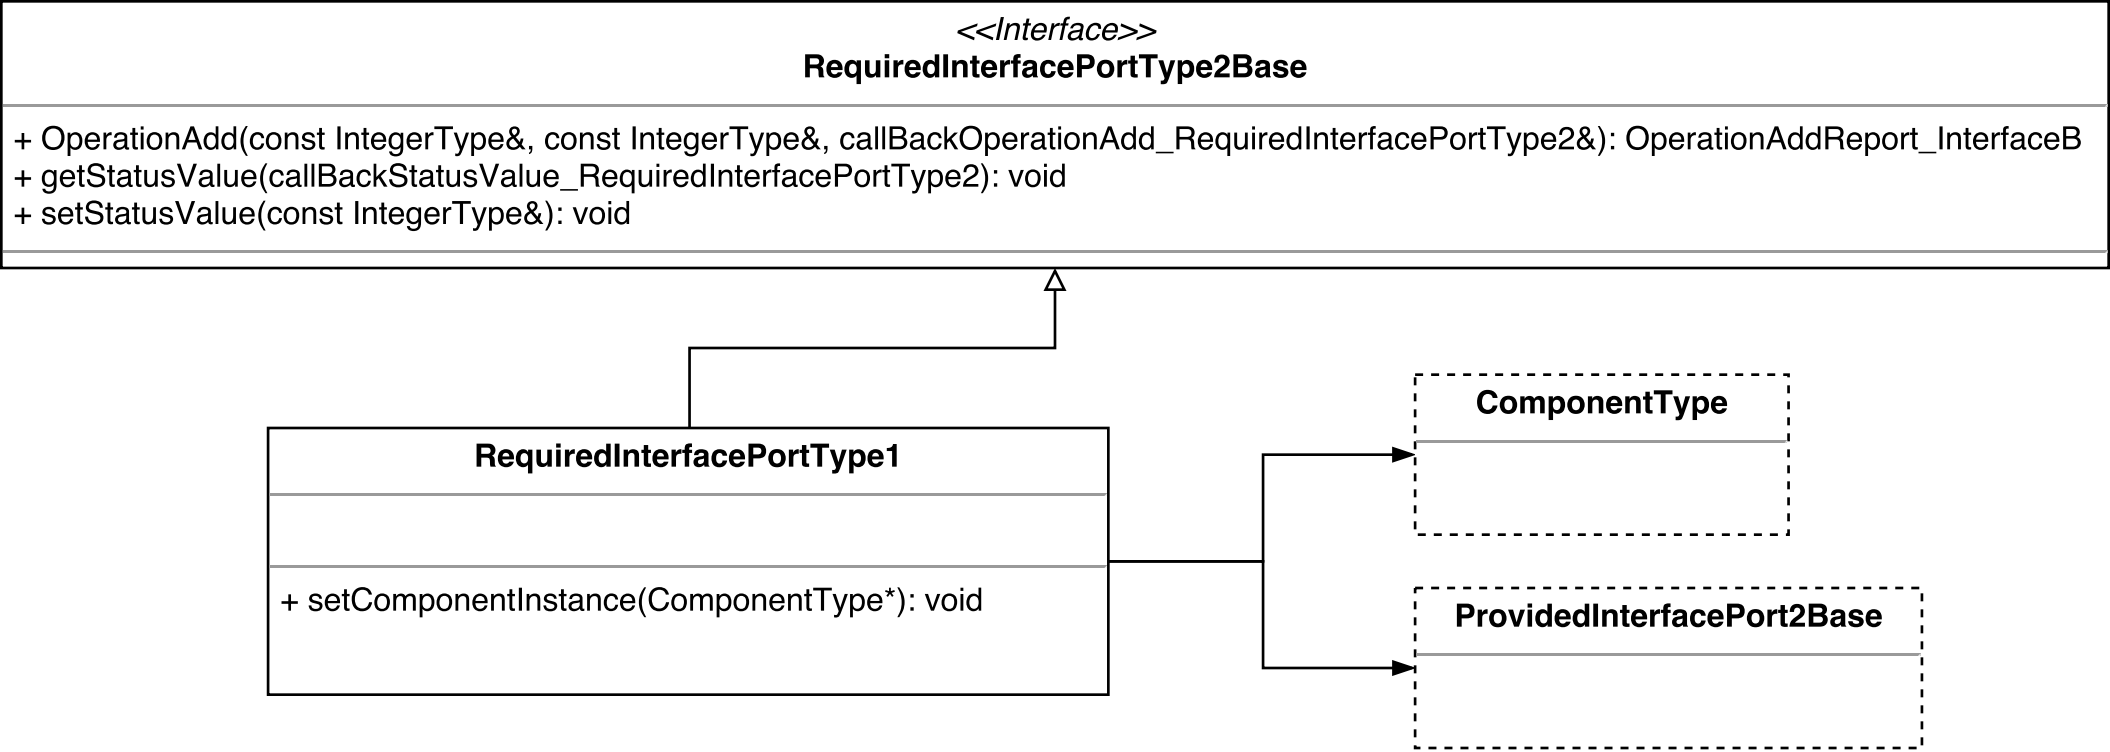 <<Interface>>
RequiredInterfacePortType2Base
+ OperationAdd(const IntegerType&, const IntegerType&, callBackOperationAdd_RequiredInterfacePortType2&): OperationAddReport_InterfaceB
+ getStatusValue(callBackStatusValue_RequiredInterfacePortType2): void
+ setStatusValue(const IntegerType&): void
RequiredInterfacePortType1
+ setComponentInstance(ComponentType*): void
ComponentType
ProvidedInterfacePort2Base